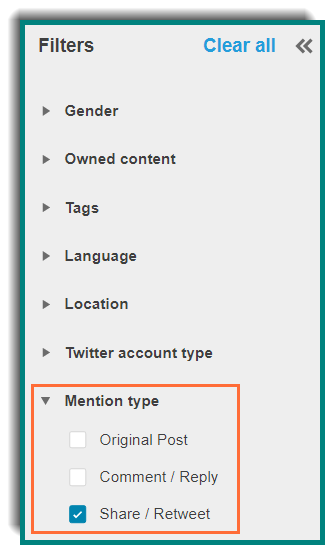 Filters Clear all
Gender
Owned content
Tags
Language
Location
Twitter account type
Mention type
Original Post
Comment / Reply
Share / Retweet